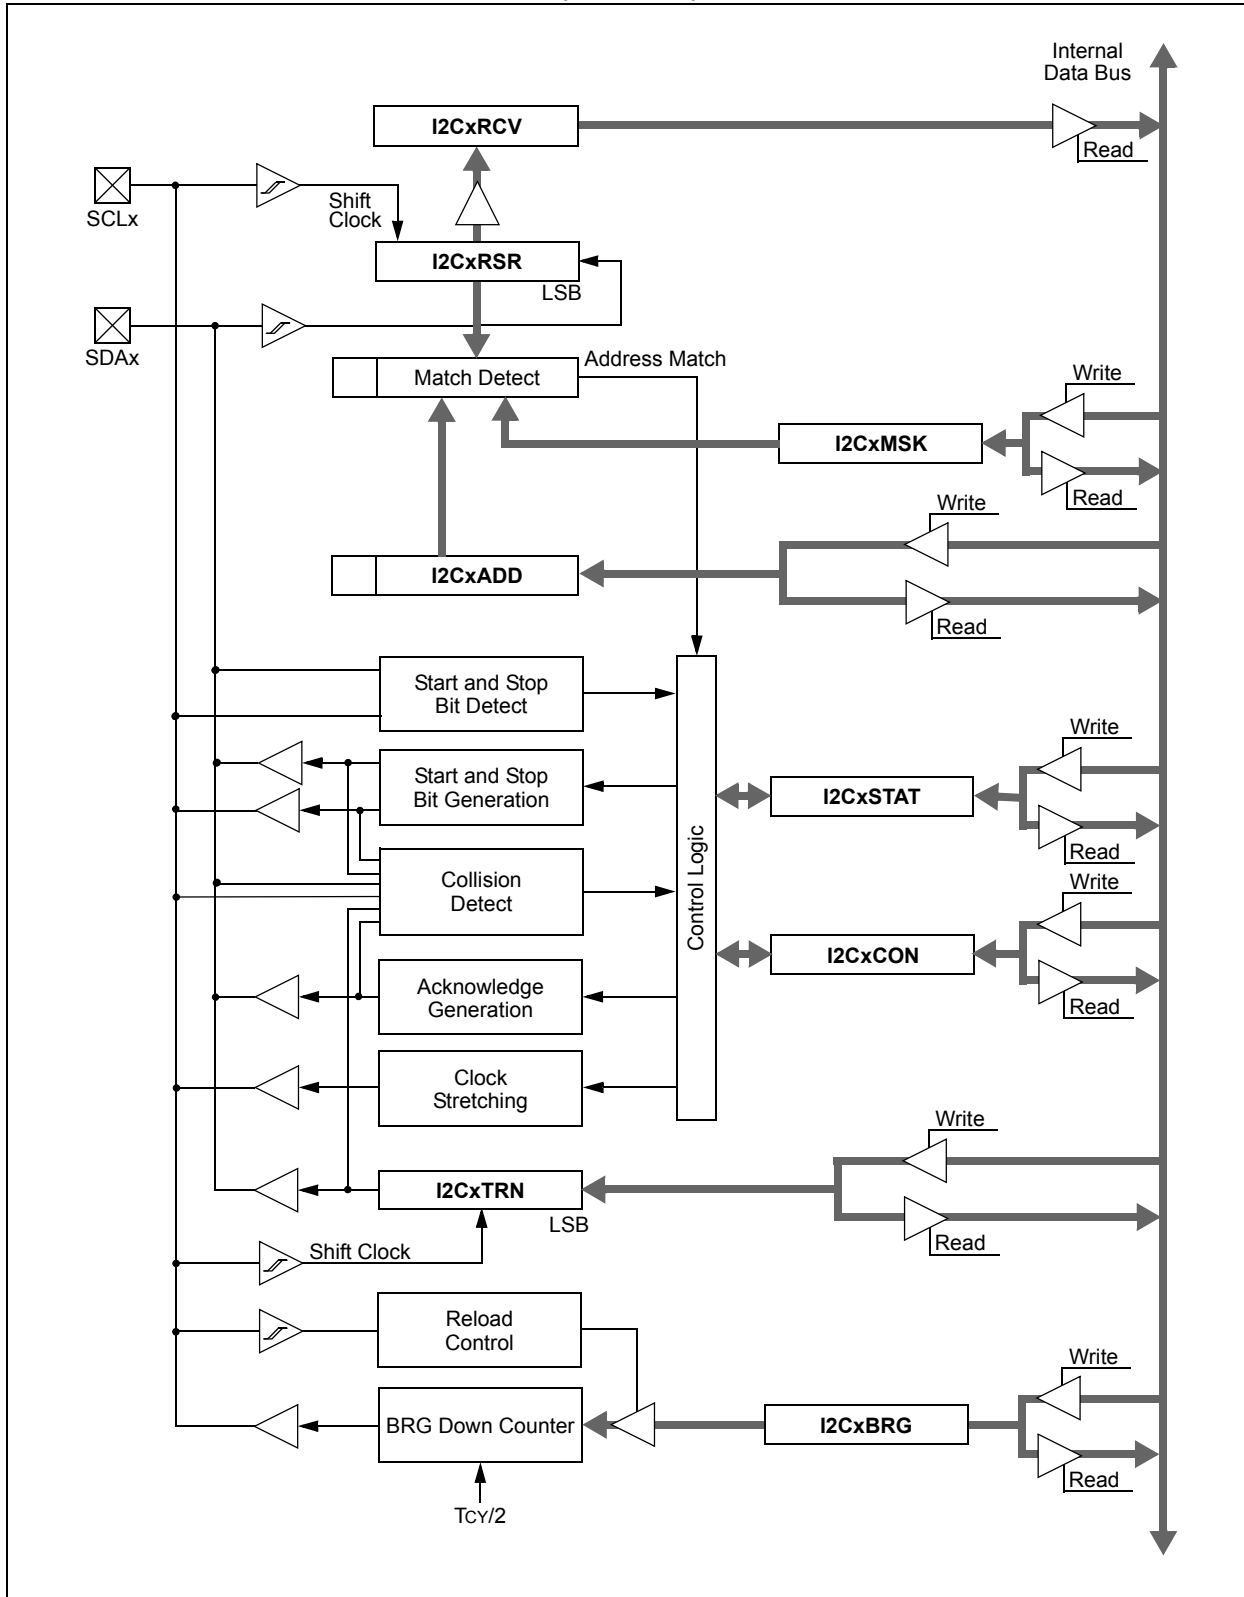 Internal
Data Bus
I2CxRCV
Read
SCLx
Shift
Clock
I2CxRSR
LSB
SDAx
Match Detect
Address Match
Write
I2CxMSK
Read
Write
I2CxADD
Read
Start and Stop
Bit Detect
Write
Start and Stop
Bit Generation
I2CxSTAT
Read
Control Logic
Collision
Detect
Write
I2CxCON
Read
Acknowledge
Generation
Clock
Stretching
Write
I2CxTRN
LSB
Read
Shift Clock
Reload
Control
Write
BRG Down Counter
I2CxBRG
Read
TCY/2